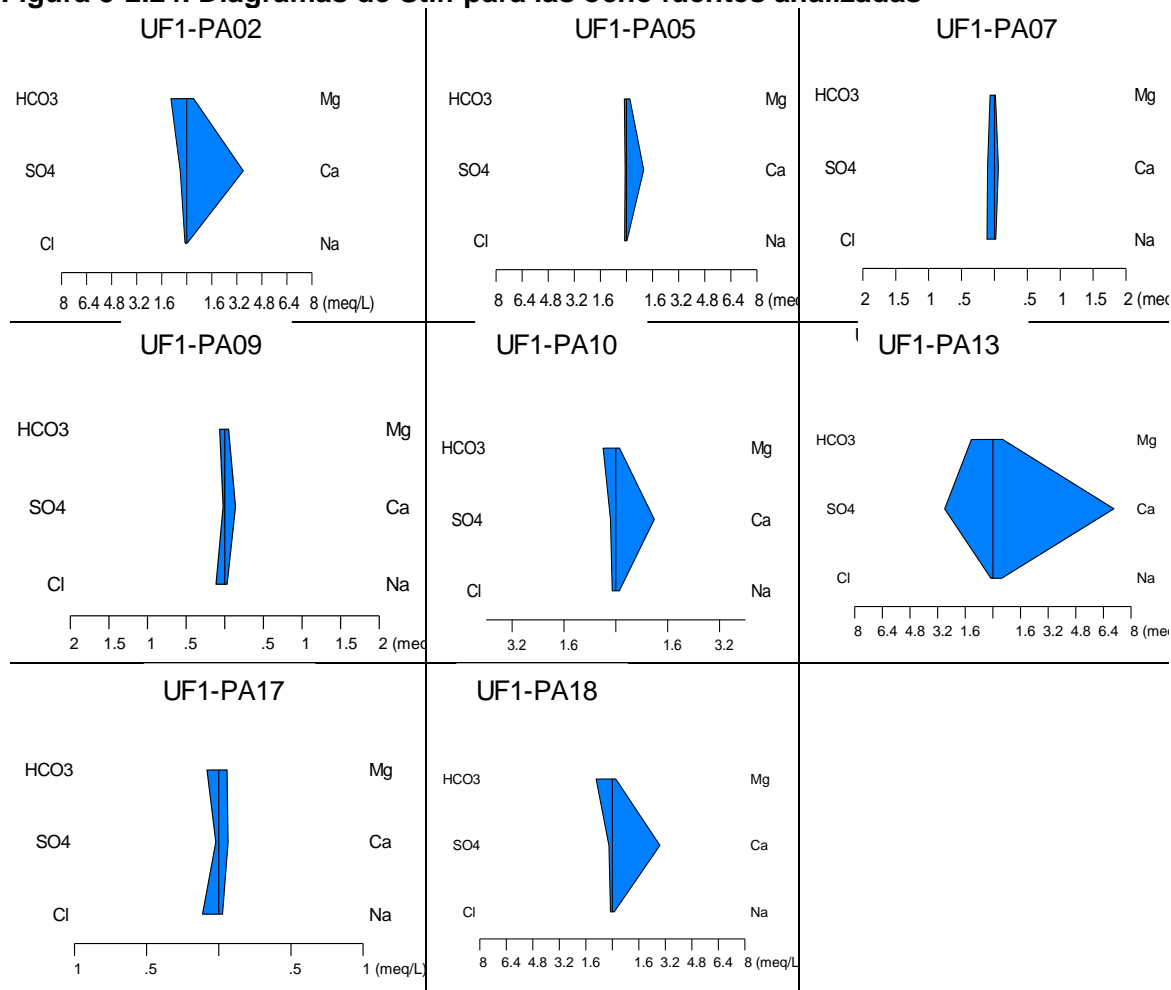 Figura Diagramas de Stiff para las ocho fuentes analizadas
UF1-PA02
HCO3 Mg
SO4 Ca
Cl Na
8 6.4 4.8 3.2 1.6 1.6 3.2 4.8 6.4 8 (meq/L)
UF1-PA05
HCO3 Mg
SO4 Ca
Cl Na
8 6.4 4.8 3.2 1.6 1.6 3.2 4.8 6.4 8 (meq
UF1-PA07
HCO3 Mg
SO4 Ca
Cl Na
2 1.5 1 .5 .5 1 1.5 2 (meq
UF1-PA09
HCO3 Mg
SO4 Ca
Cl Na
2 1.5 1 .5 .5 1 1.5 2 (meq
UF1-PA10
HCO3 Mg
SO4 Ca
Cl Na
3.2 1.6 1.6 3.2
UF1-PA13
HCO3 Mg
SO4 Ca
Cl Na
8 6.4 4.8 3.2 1.6 1.6 3.2 4.8 6.4 8 (meq
UF1-PA17
HCO3 Mg
SO4 Ca
Cl Na
1 .5 .5 1 (meq/L)
UF1-PA18
HCO3 Mg
SO4 Ca
Cl Na
8 6.4 4.8 3.2 1.6 1.6 3.2 4.8 6.4 8 (meq/L